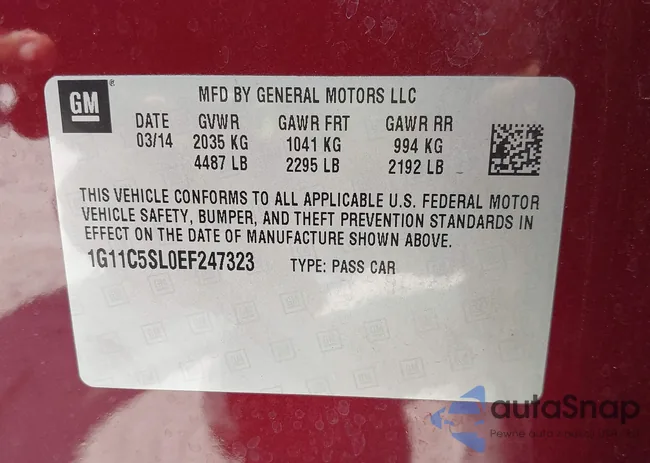 GM ®
MFD BY GENERAL MOTORS LLC
DATE GVWR GAWR FRT GAWR RR
03/14 2035 KG 1041 KG 994 KG
4487 LB 2295 LB 2192 LB
THIS VEHICLE CONFORMS TO ALL APPLICABLE U.S. FEDERAL MOTOR
VEHICLE SAFETY, BUMPER, AND THEFT PREVENTION STANDARDS IN
EFFECT ON THE DATE OF MANUFACTURE SHOWN ABOVE.
1G11C5SL0EF247323 TYPE: PASS CAR
autoSnap
Pewne auto z